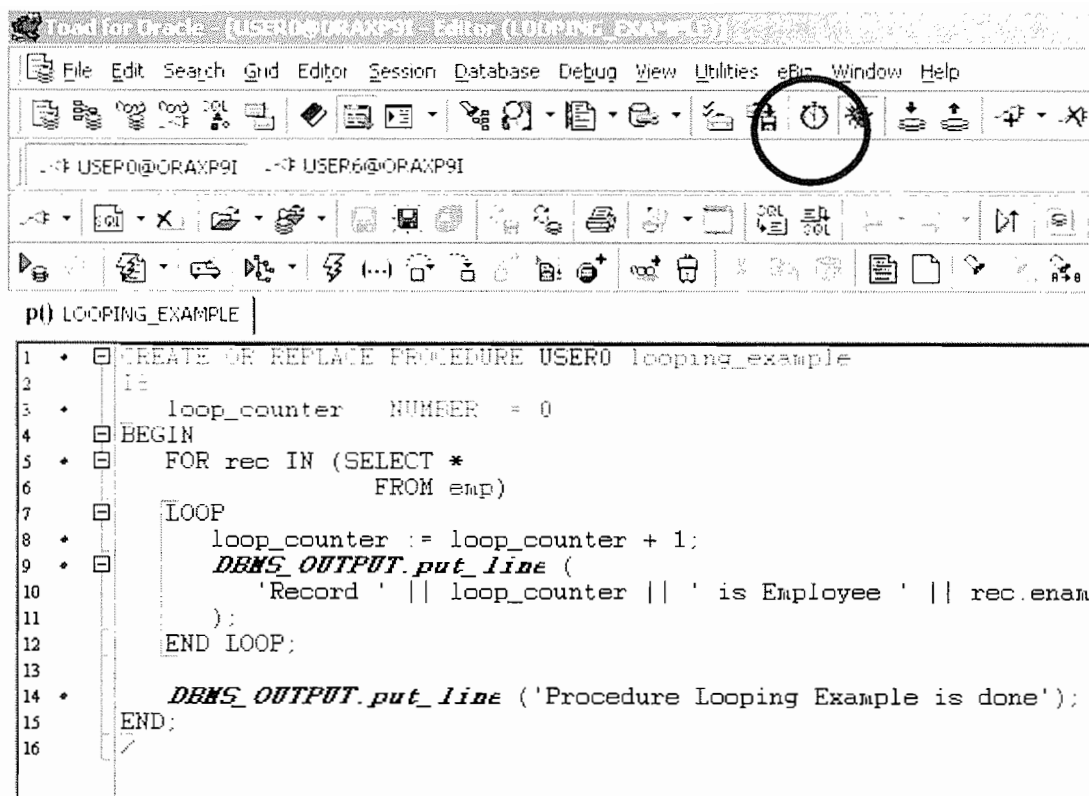 Toad for Oracle - [USER0@ORAXP9I - Editor (LOOPING_EXAMPLE)]
File Edit Search Grid Editor Session Database Debug View Utilities eBiz Window Help
USER0@ORAXP9I USER6@ORAXP9I
p() LOOPING_EXAMPLE
1 CREATE OR REPLACE PROCEDURE USER0 looping_example
2 IS
3 loop_counter NUMBER = 0
4 BEGIN
5 FOR rec IN (SELECT *
6 FROM emp)
7 LOOP
8 loop_counter := loop_counter + 1;
9 DBMS_OUTPUT.put_line (
10 'Record ' || loop_counter || ' is Employee ' || rec.enam
11 );
12 END LOOP;
13
14 DBMS_OUTPUT.put_line ('Procedure Looping Example is done');
15 END;
16 /